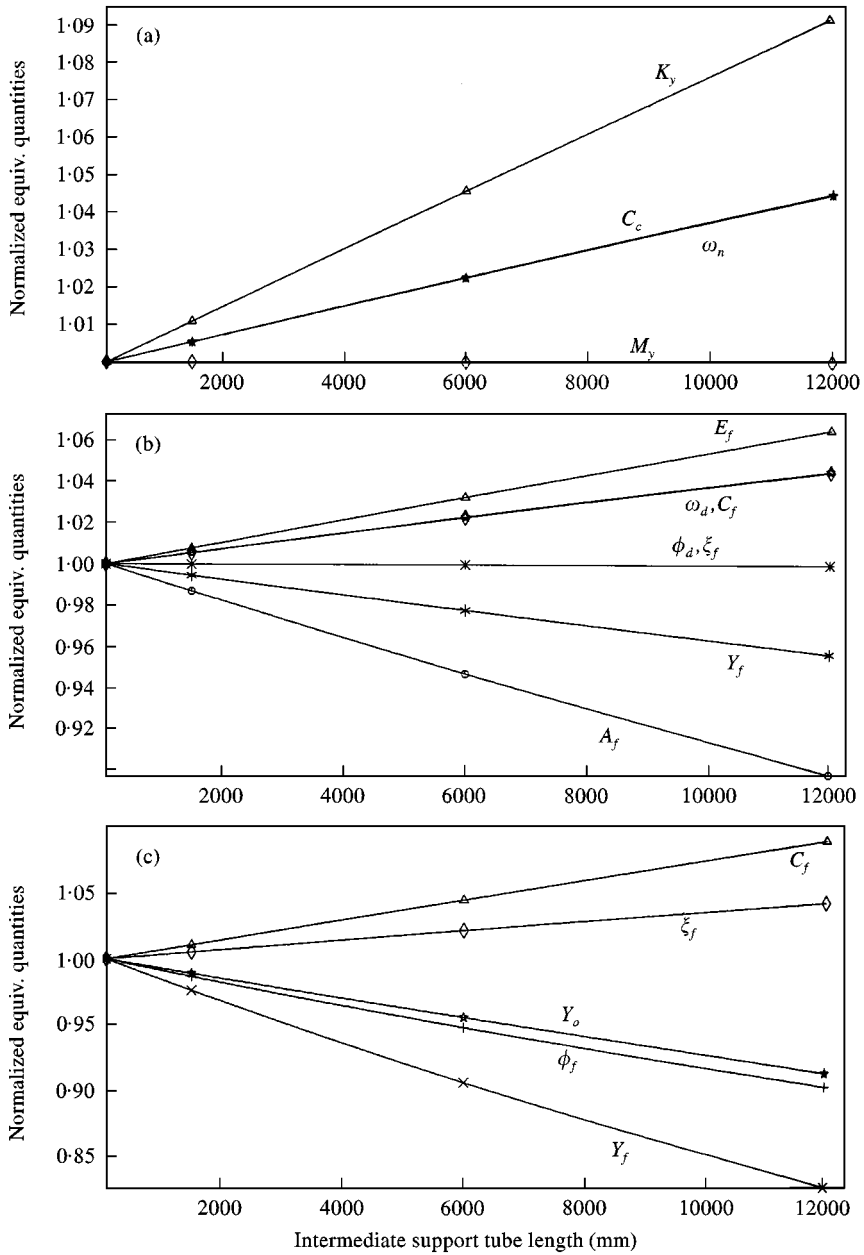 (a)
Normalized equiv. quantities
1·09
1·08
1·07
1·06
1·05
1·04
1·03
1·02
1·01
K_y
C_c
ω_n
M_y
2000 4000 6000 8000 10000 12000
(b)
Normalized equiv. quantities
1·06
1·04
1·02
1·00
0·98
0·96
0·94
0·92
E_f
ω_d, C_f
ϕ_d, ξ_f
Y_f
A_f
2000 4000 6000 8000 10000 12000
(c)
Normalized equiv. quantities
1·05
1·00
0·95
0·90
0·85
C_f
ξ_f
Y_o
ϕ_f
Y_f
2000 4000 6000 8000 10000 12000
Intermediate support tube length (mm)